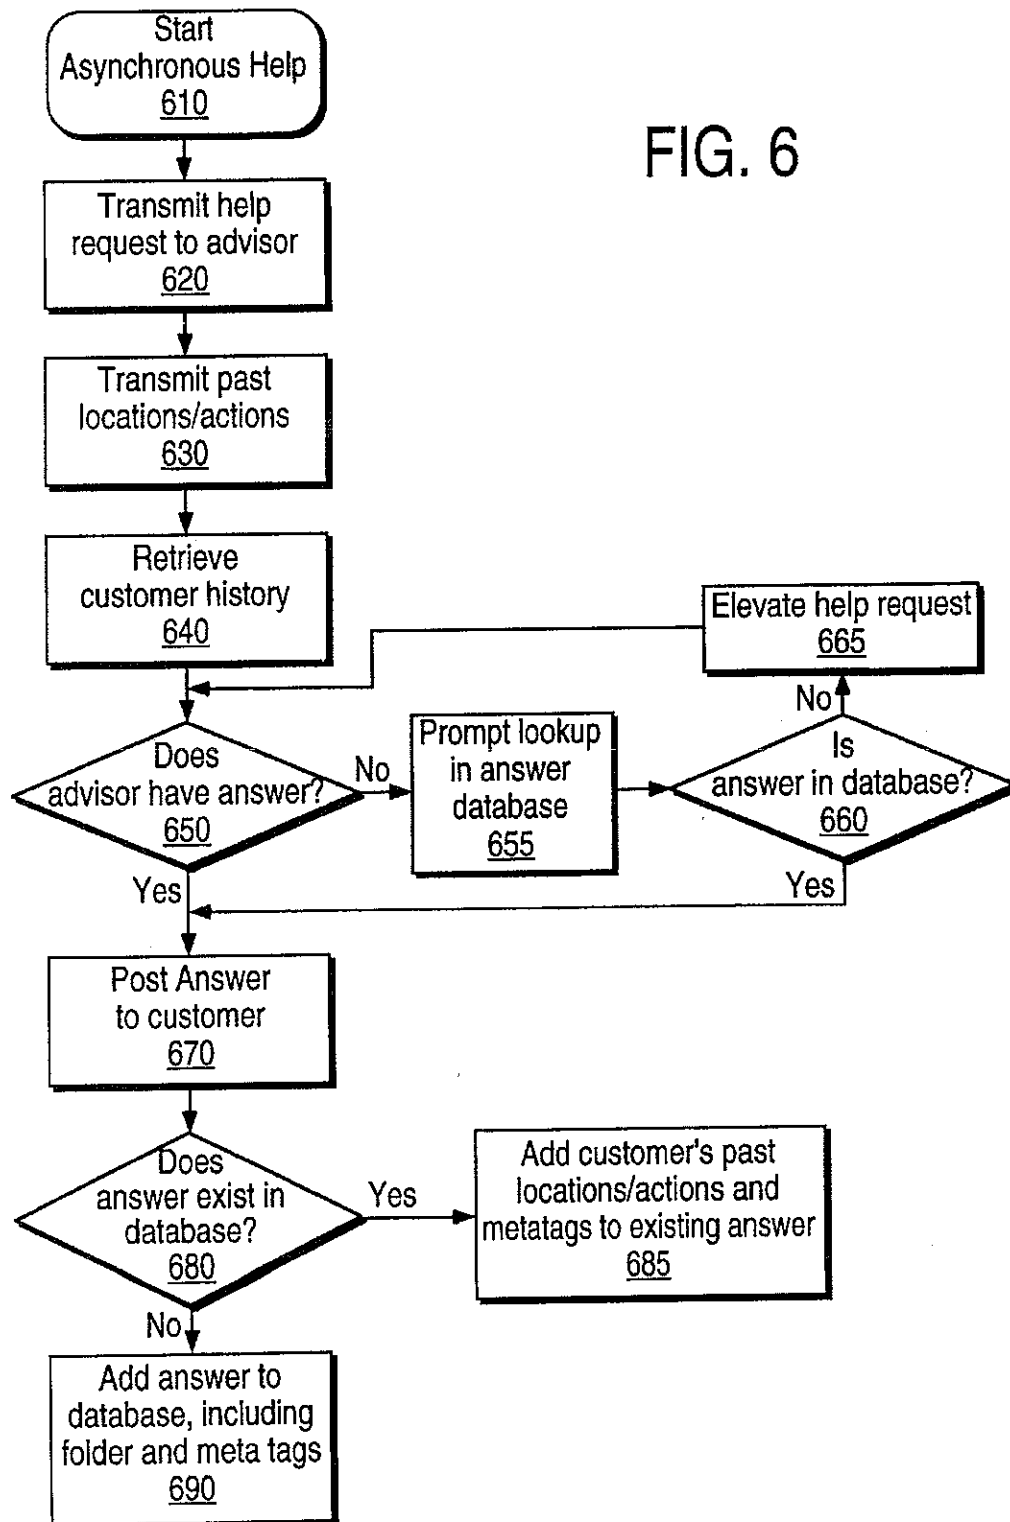 Start
Asynchronous Help
610
FIG. 6
Transmit help
request to advisor
620
Transmit past
locations/actions
630
Retrieve
customer history
640
Elevate help request
665
No
Does
advisor have answer?
650
No
Prompt lookup
in answer
database
655
Is
answer in database?
660
Yes
Yes
Post Answer
to customer
670
Does
answer exist in
database?
680
Yes
Add customer's past
locations/actions and
metatags to existing answer
685
No
Add answer to
database, including
folder and meta tags
690